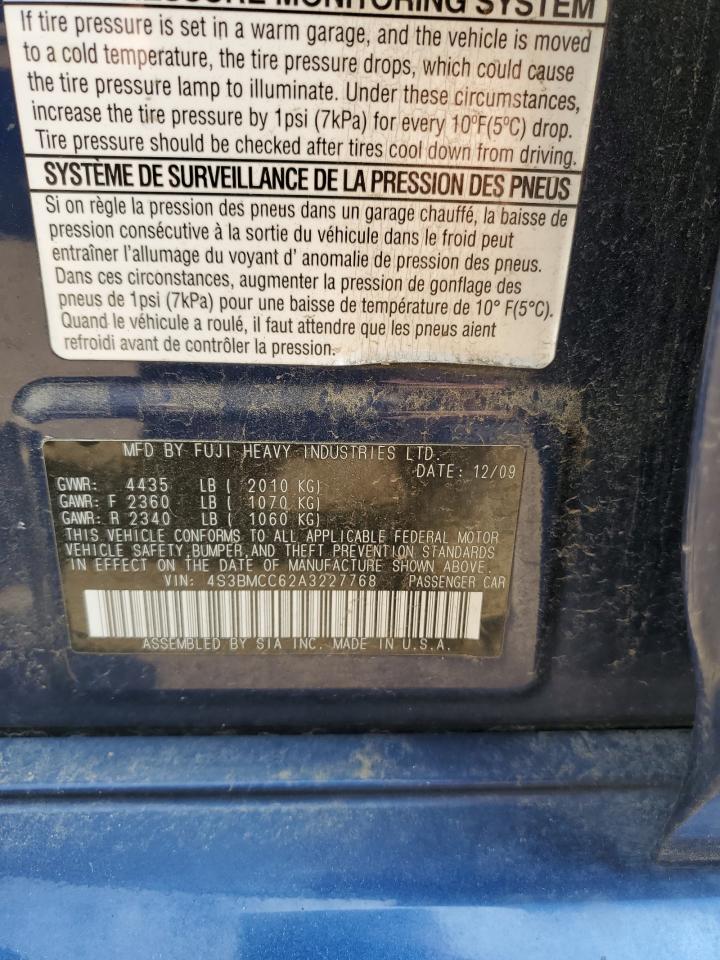 PRESSURE MONITORING SYSTEM
If tire pressure is set in a warm garage, and the vehicle is moved
to a cold temperature, the tire pressure drops, which could cause
the tire pressure lamp to illuminate. Under these circumstances,
increase the tire pressure by 1psi (7kPa) for every 10°F(5°C) drop.
Tire pressure should be checked after tires cool down from driving.
SYSTÈME DE SURVEILLANCE DE LA PRESSION DES PNEUS
Si on règle la pression des pneus dans un garage chauffé, la baisse de
pression consécutive à la sortie du véhicule dans le froid peut
entraîner l'allumage du voyant d' anomalie de pression des pneus.
Dans ces circonstances, augmenter la pression de gonflage des
pneus de 1psi (7kPa) pour une baisse de température de 10° F(5°C).
Quand le véhicule a roulé, il faut attendre que les pneus aient
refroidi avant de contrôler la pression.
MFD BY FUJI HEAVY INDUSTRIES LTD.
DATE: 12/09
GVWR: 4435 LB ( 2010 KG)
GAWR: F 2360 LB ( 1070 KG)
GAWR: R 2340 LB ( 1060 KG)
THIS VEHICLE CONFORMS TO ALL APPLICABLE FEDERAL MOTOR
VEHICLE SAFETY,BUMPER,AND THEFT PREVENTION STANDARDS
IN EFFECT ON THE DATE OF MANUFACTURE SHOWN ABOVE.
VIN: 4S3BMCC62A3227768 PASSENGER CAR
ASSEMBLED BY SIA INC. MADE IN U.S.A.